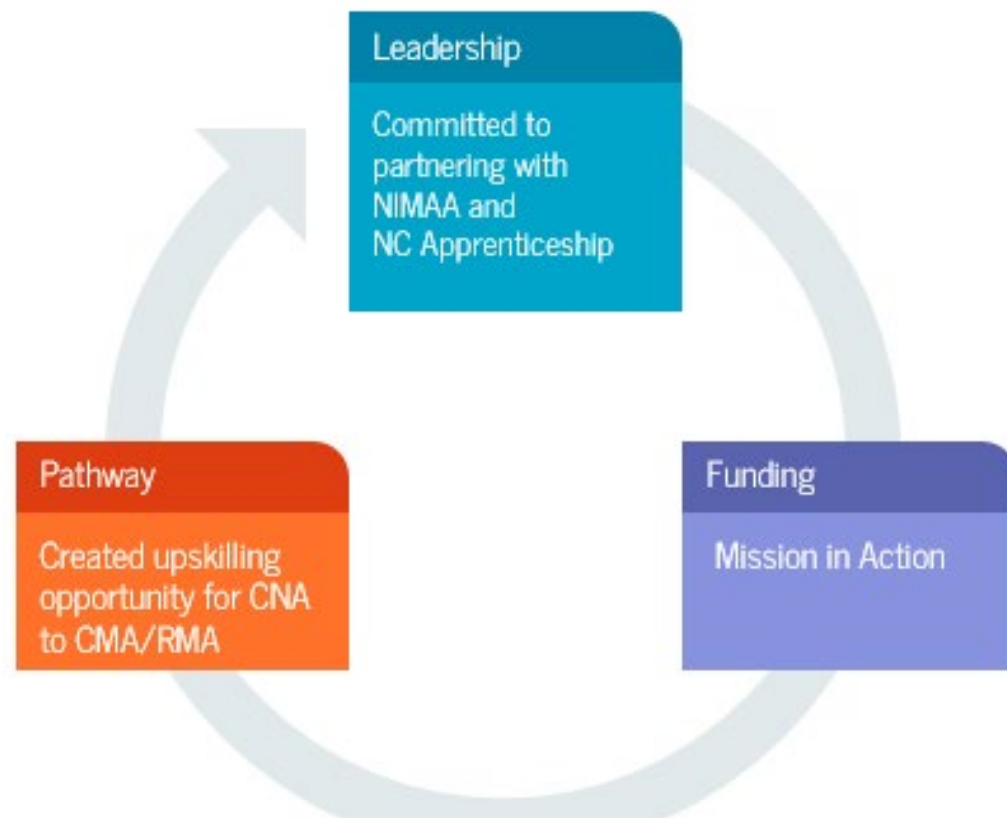 Leadership
Committed to
partnering with
NIMAA and
NC Apprenticeship
Pathway
Created upskilling
opportunity for CNA
to CMA/RMA
Funding
Mission in Action